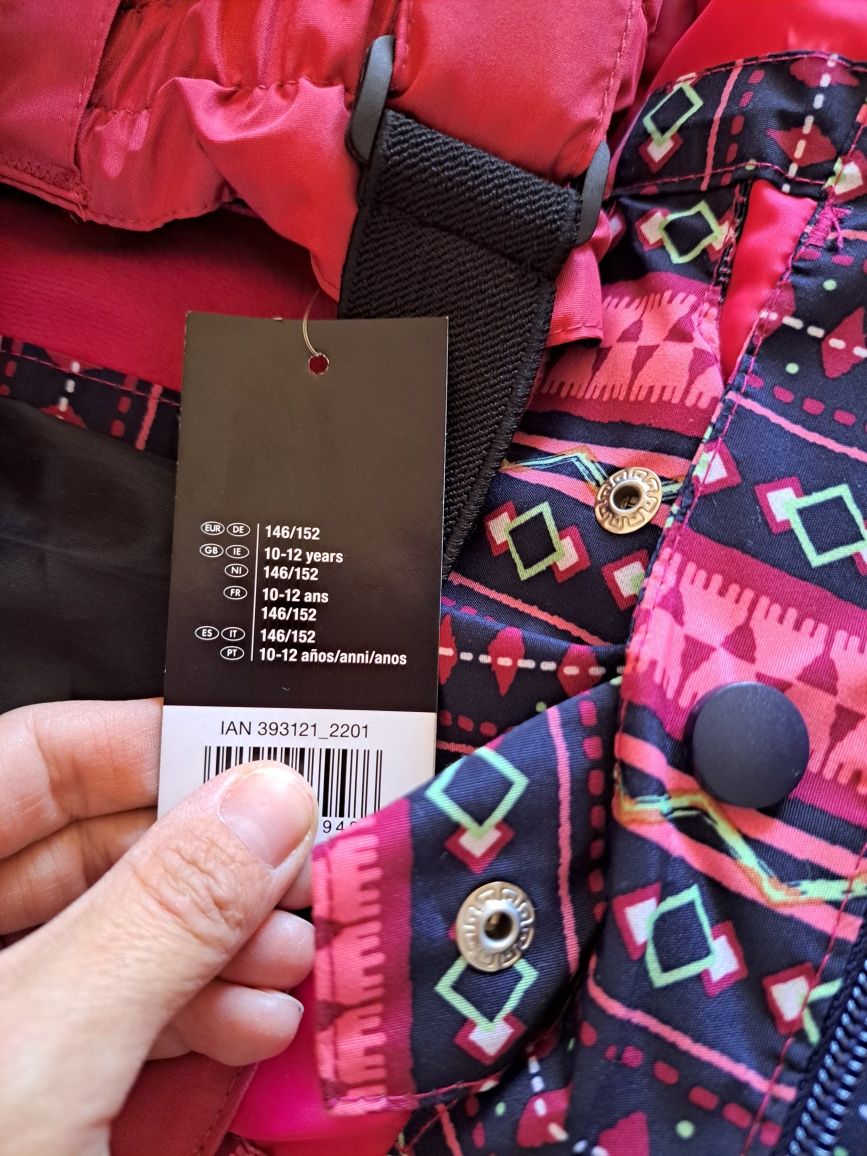 EUR DE 146/152
GB IE 10-12 years
NI 146/152
FR 10-12 ans
146/152
ES IT 146/152
PT 10-12 años/anni/anos
IAN 393121_2201